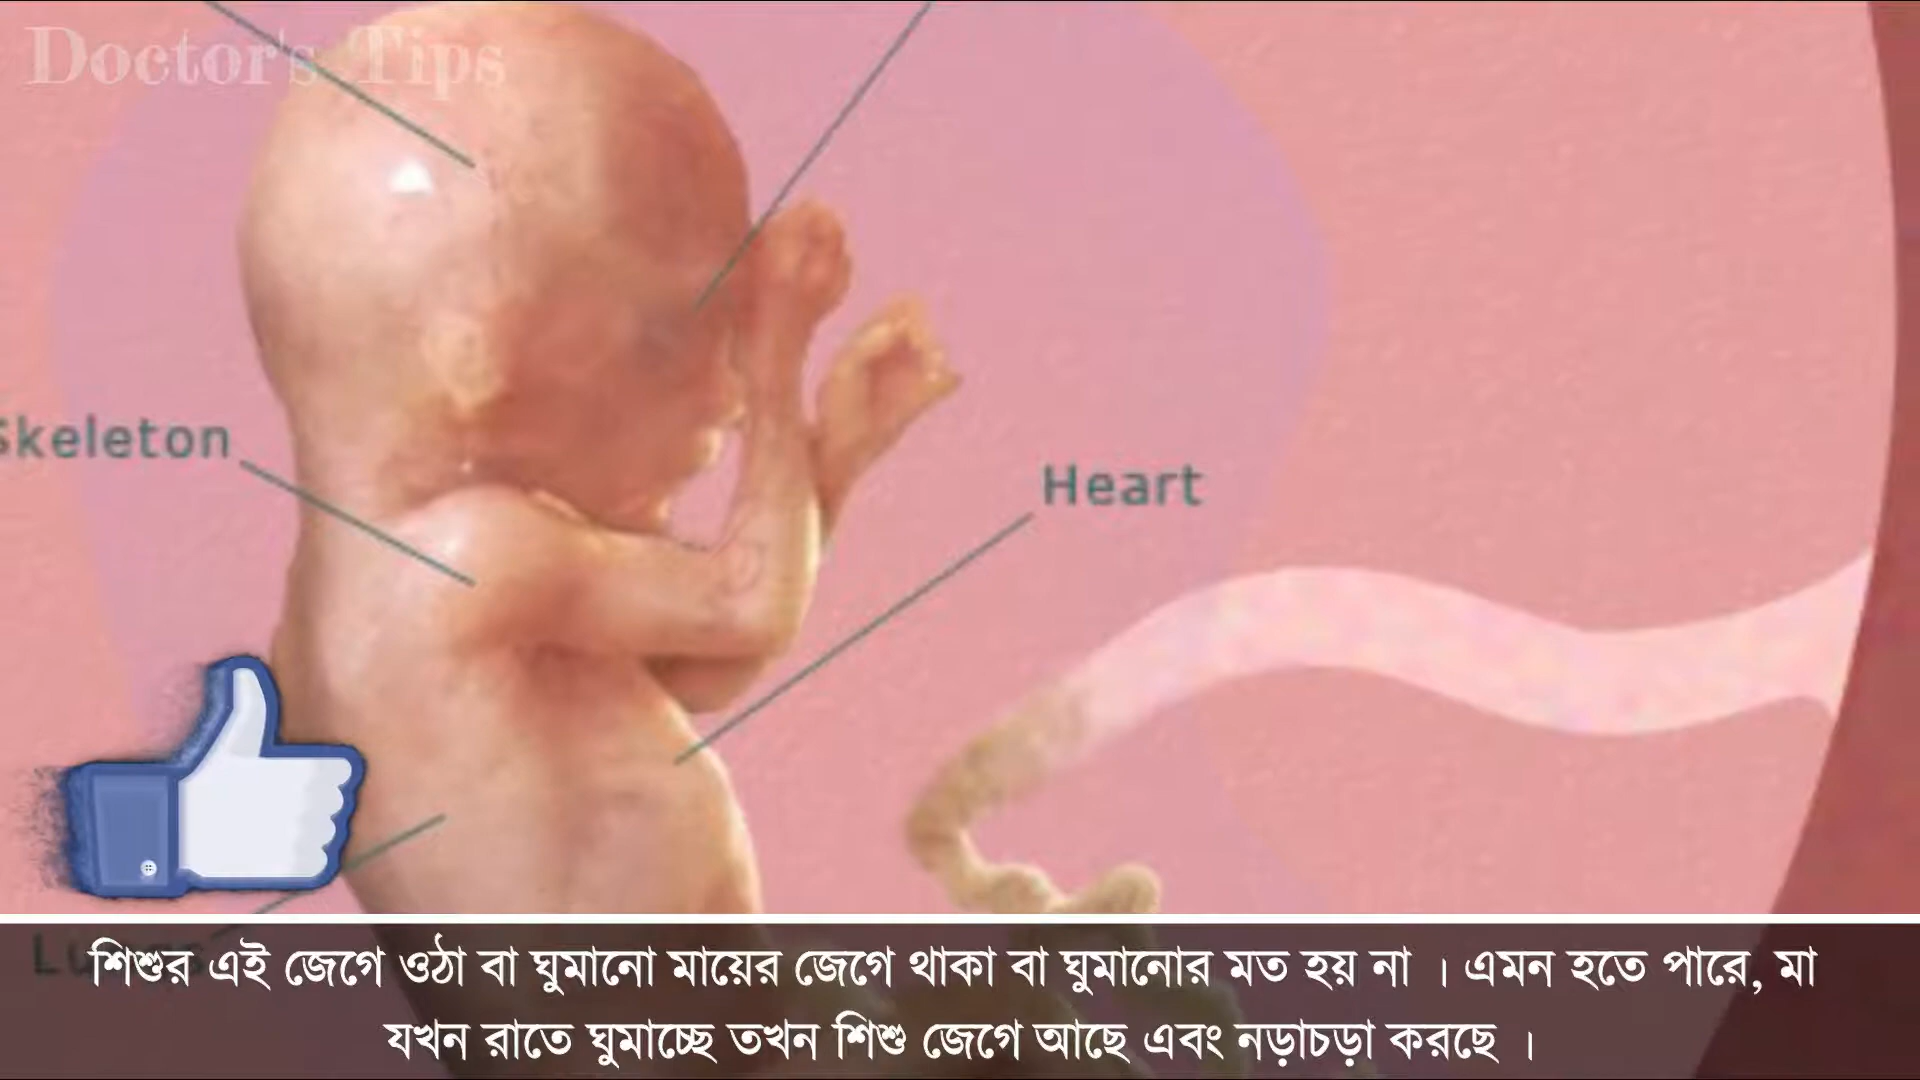 Doctor's Tips
Skeleton
Heart
শিশুর এই জেগে ওঠা বা ঘুমানো মায়ের জেগে থাকা বা ঘুমানোর মত হয় না । এমন হতে পারে, মা
যখন রাতে ঘুমাচ্ছে তখন শিশু জেগে আছে এবং নড়াচড়া করছে ।